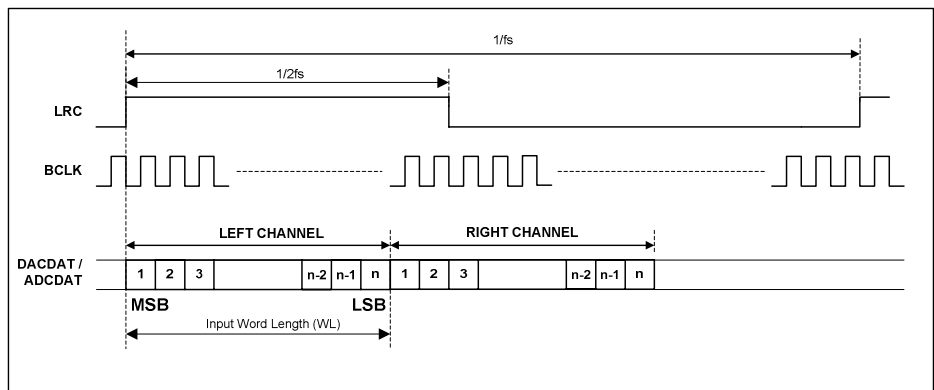 1/fs
1/2fs
LRC
BCLK
LEFT CHANNEL RIGHT CHANNEL
DACDAT /
ADCDAT
1 2 3 n-2 n-1 n 1 2 3 n-2 n-1 n
MSB LSB
Input Word Length (WL)